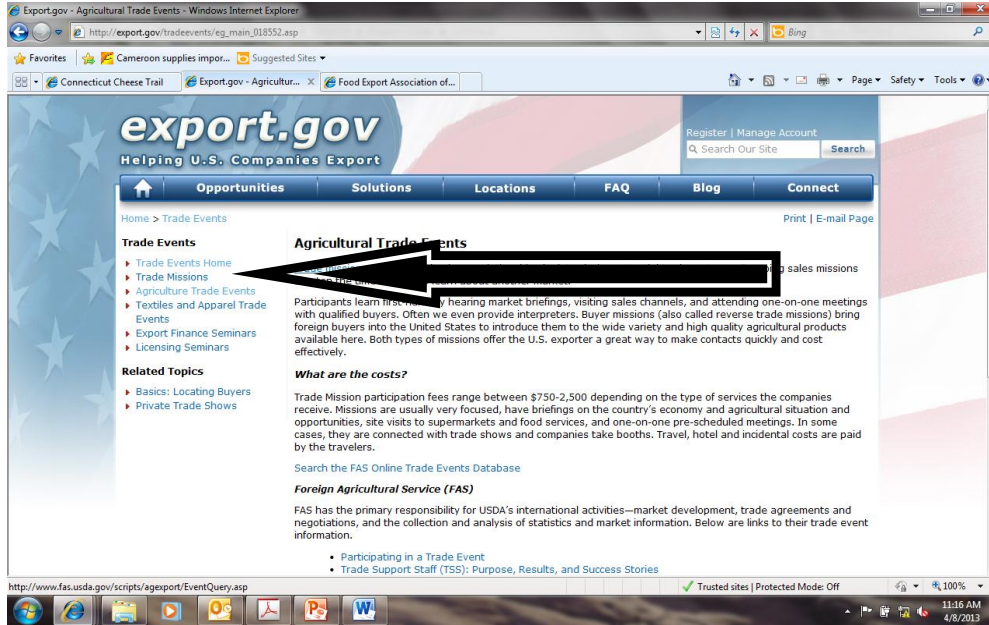 Export.gov - Agricultural Trade Events - Windows Internet Explorer
http://export.gov/tradeevents/eg_main_018552.asp
Bing
Favorites
Cameroon supplies impor...
Suggested Sites
Connecticut Cheese Trail
Export.gov - Agricultur...
Food Export Association of...
Page
Safety
Tools
export.gov
Helping U.S. Companies Export
Register | Manage Account
Search Our Site
Search
Opportunities
Solutions
Locations
FAQ
Blog
Connect
Home > Trade Events
Print | E-mail Page
Trade Events
Trade Events Home
Trade Missions
Agriculture Trade Events
Textiles and Apparel Trade
Events
Export Finance Seminars
Licensing Seminars
Related Topics
Basics: Locating Buyers
Private Trade Shows
Agricultural Trade Events
sales missions
Participants learn first-hand by hearing market briefings, visiting sales channels, and attending one-on-one meetings
with qualified buyers. Often we even provide interpreters. Buyer missions (also called reverse trade missions) bring
foreign buyers into the United States to introduce them to the wide variety and high quality agricultural products
available here. Both types of missions offer the U.S. exporter a great way to make contacts quickly and cost
effectively.
What are the costs?
Trade Mission participation fees range between $750-2,500 depending on the type of services the companies
receive. Missions are usually very focused, have briefings on the country's economy and agricultural situation and
opportunities, site visits to supermarkets and food services, and one-on-one pre-scheduled meetings. In some
cases, they are connected with trade shows and companies take booths. Travel, hotel and incidental costs are paid
by the travelers.
Search the FAS Online Trade Events Database
Foreign Agricultural Service (FAS)
FAS has the primary responsibility for USDA's international activities—market development, trade agreements and
negotiations, and the collection and analysis of statistics and market information. Below are links to their trade event
information.
Participating in a Trade Event
Trade Support Staff (TSS): Purpose, Results, and Success Stories
http://www.fas.usda.gov/scripts/agexport/EventQuery.asp
Trusted sites | Protected Mode: Off
100%
11:16 AM
4/8/2013